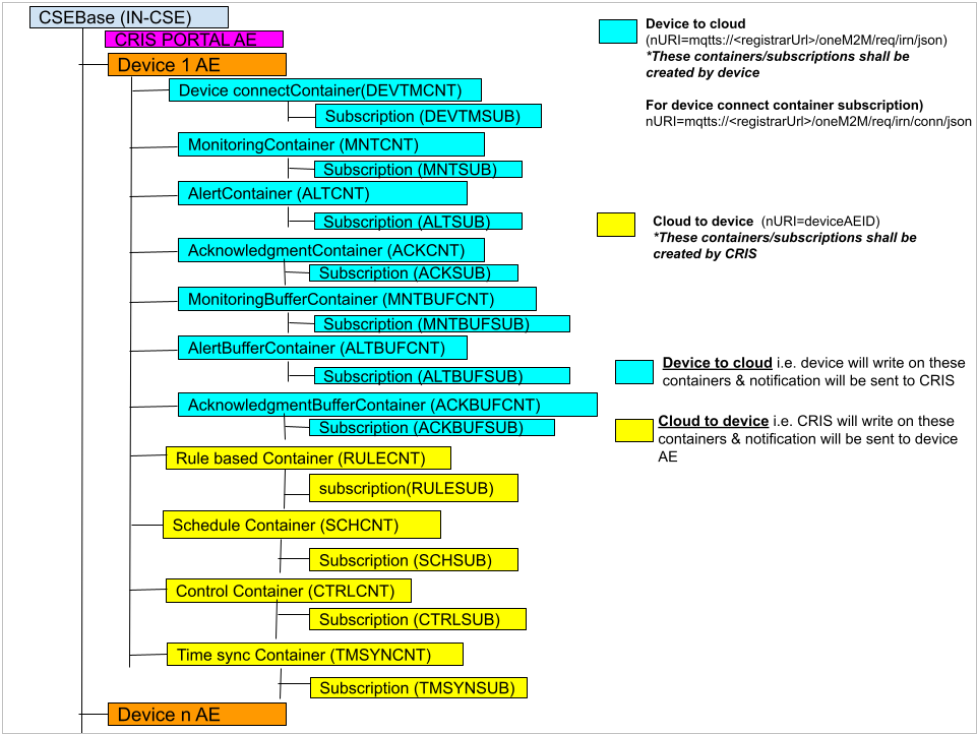 CSEBase (IN-CSE)
CRIS PORTAL AE
Device 1 AE
Device connectContainer(DEVTMCNT)
Subscription (DEVTMSUB)
MonitoringContainer (MNTCNT)
Subscription (MNTSUB)
AlertContainer (ALTCNT)
Subscription (ALTSUB)
AcknowledgmentContainer (ACKCNT)
Subscription (ACKSUB)
MonitoringBufferContainer (MNTBUFCNT)
Subscription (MNTBUFSUB)
AlertBufferContainer (ALTBUFCNT)
Subscription (ALTBUFSUB)
AcknowledgmentBufferContainer (ACKBUFCNT)
Subscription (ACKBUFSUB)
Rule based Container (RULECNT)
subscription(RULESUB)
Schedule Container (SCHCNT)
Subscription (SCHSUB)
Control Container (CTRLCNT)
Subscription (CTRLSUB)
Time sync Container (TMSYNCNT)
Subscription (TMSYNSUB)
Device n AE
Device to cloud
(nURI=mqtts://<registrarUrl>/oneM2M/req/irn/json)
*These containers/subscriptions shall be
created by device
For device connect container subscription)
nURI=mqtts://<registrarUrl>/oneM2M/req/irn/conn/json
Cloud to device (nURI=deviceAEID)
*These containers/subscriptions shall be
created by CRIS
Device to cloud i.e. device will write on these
containers & notification will be sent to CRIS
Cloud to device i.e. CRIS will write on these
containers & notification will be sent to device
AE